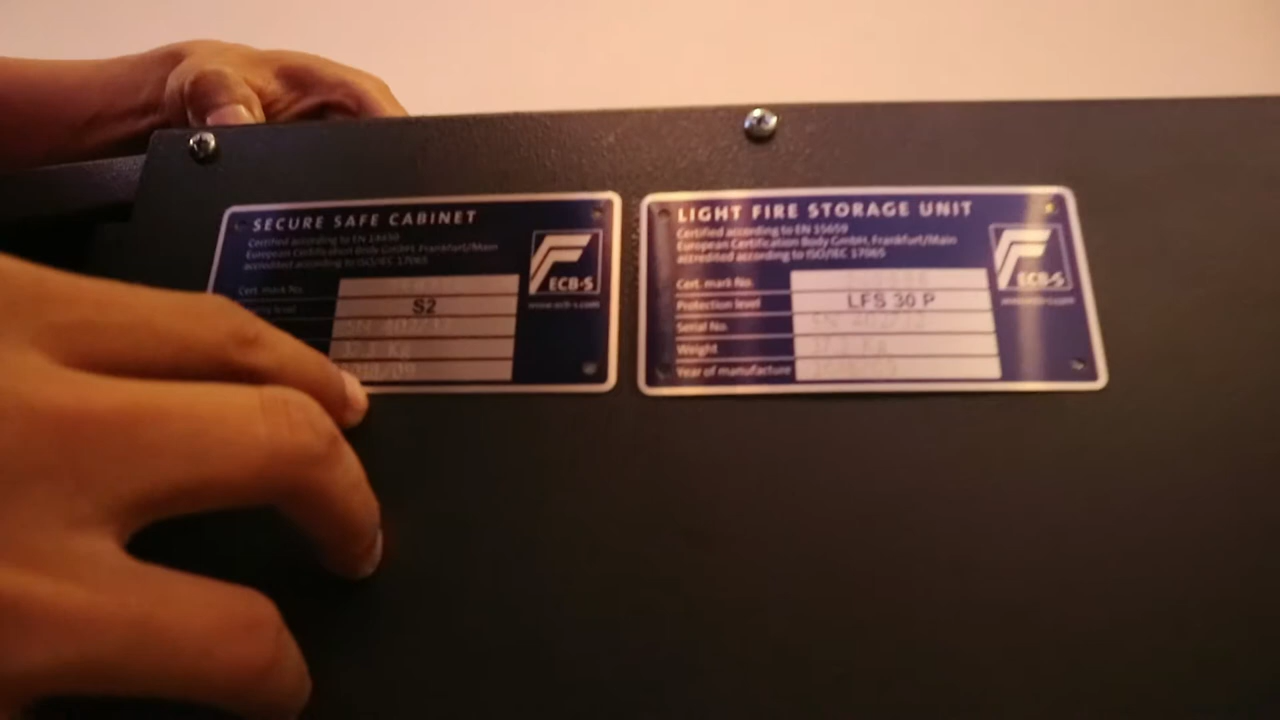 SECURE SAFE CABINET
Certified according to EN 14450
European Certification Body GmbH, Frankfurt/Main
accredited according to ISO/IEC 17065
Cert. mark No.
level
S2
ECB-S
www.ecb-s.com
LIGHT FIRE STORAGE UNIT
Certified according to EN 15659
European Certification Body GmbH, Frankfurt/Main
accredited according to ISO/IEC 17065
Cert. mark No.
Protection level LFS 30 P
Serial No.
Weight
Year of manufacture
ECB-S